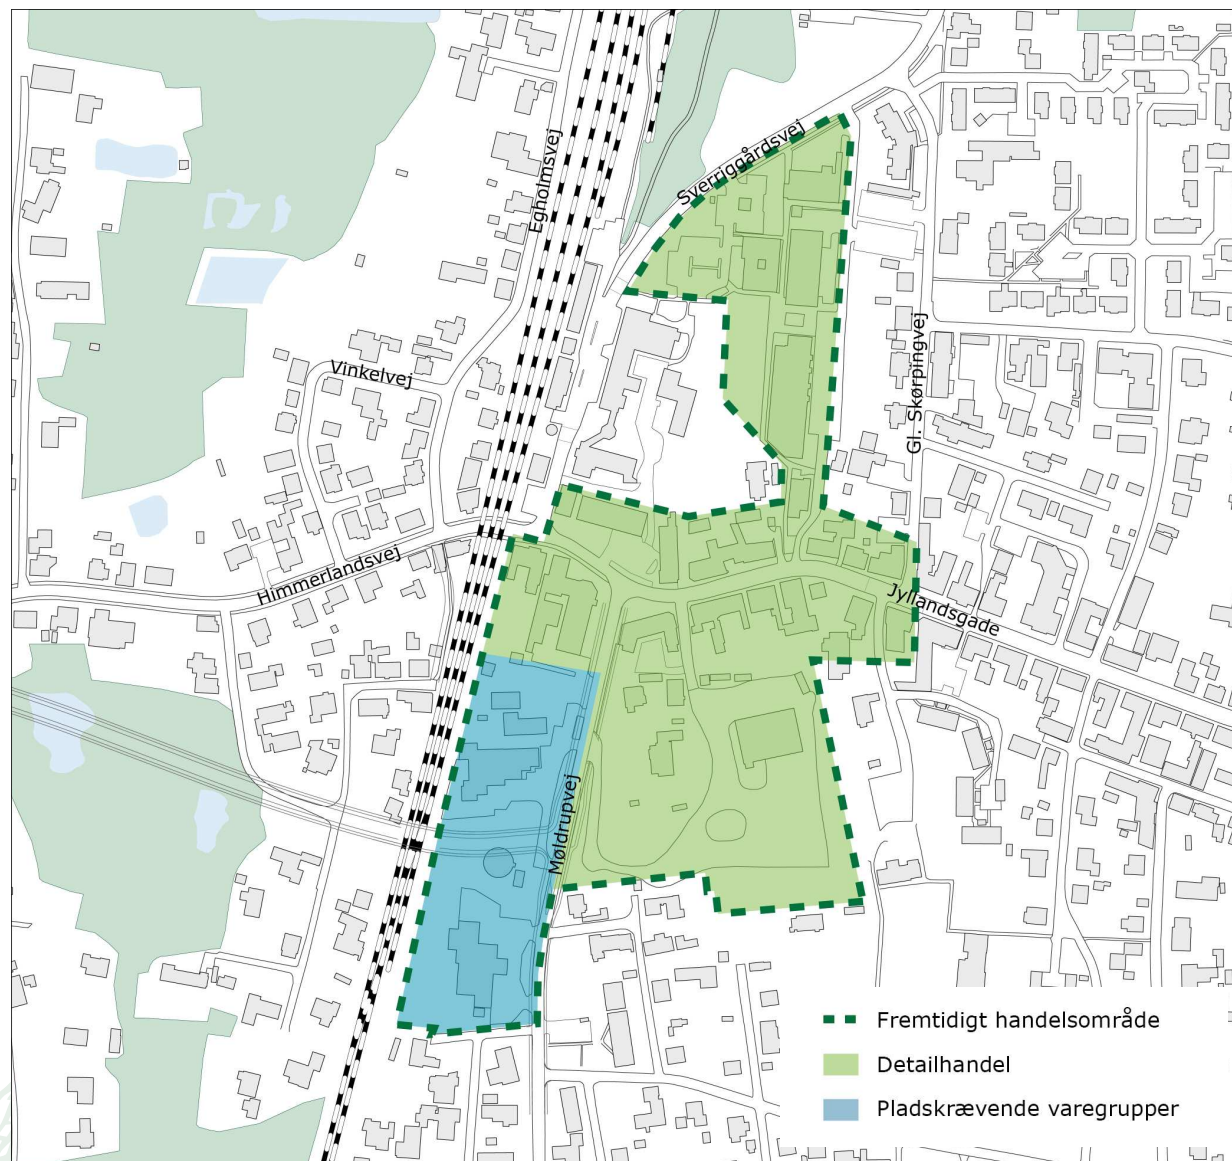 Sverriggårdsvej
Egholmsvej
Vinkelvej
Gl. Skørpingvej
Himmerlandsvej
Jyllandsgade
Møldrupvej
Fremtidigt handelsområde
Detailhandel
Pladskrævende varegrupper